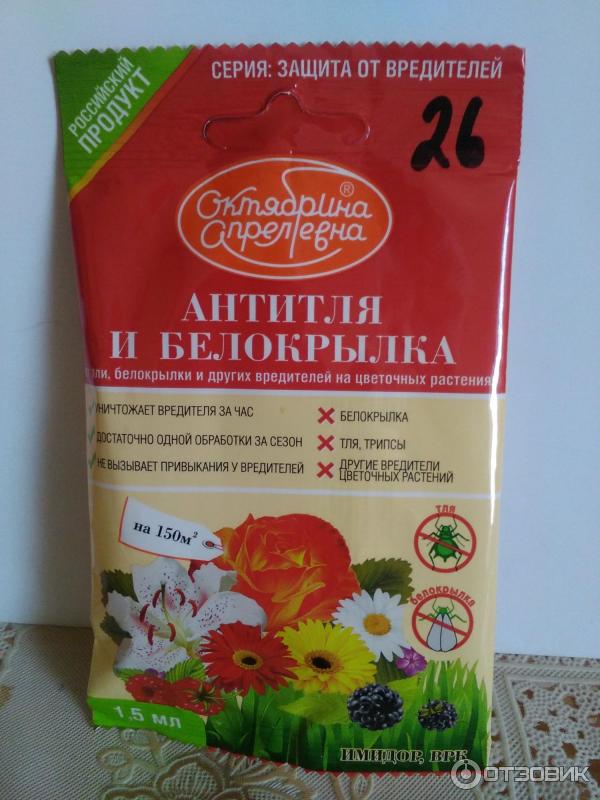 РОССИЙСКИЙ
ПРОДУКТ
СЕРИЯ: ЗАЩИТА ОТ ВРЕДИТЕЛЕЙ
26
Октябрина ®
Апрелевна
АНТИТЛЯ
И БЕЛОКРЫЛКА
тли, белокрылки и других вредителей на цветочных растения
УНИЧТОЖАЕТ ВРЕДИТЕЛЯ ЗА ЧАС
ДОСТАТОЧНО ОДНОЙ ОБРАБОТКИ ЗА СЕЗОН
НЕ ВЫЗЫВАЕТ ПРИВЫКАНИЯ У ВРЕДИТЕЛЕЙ
БЕЛОКРЫЛКА
ТЛЯ, ТРИПСЫ
ДРУГИЕ ВРЕДИТЕЛИ
ЦВЕТОЧНЫХ РАСТЕНИЙ
на 150м²
тля
белокрылка
1,5 МЛ
ИМИДОР, ВРК
ОТЗОВИК